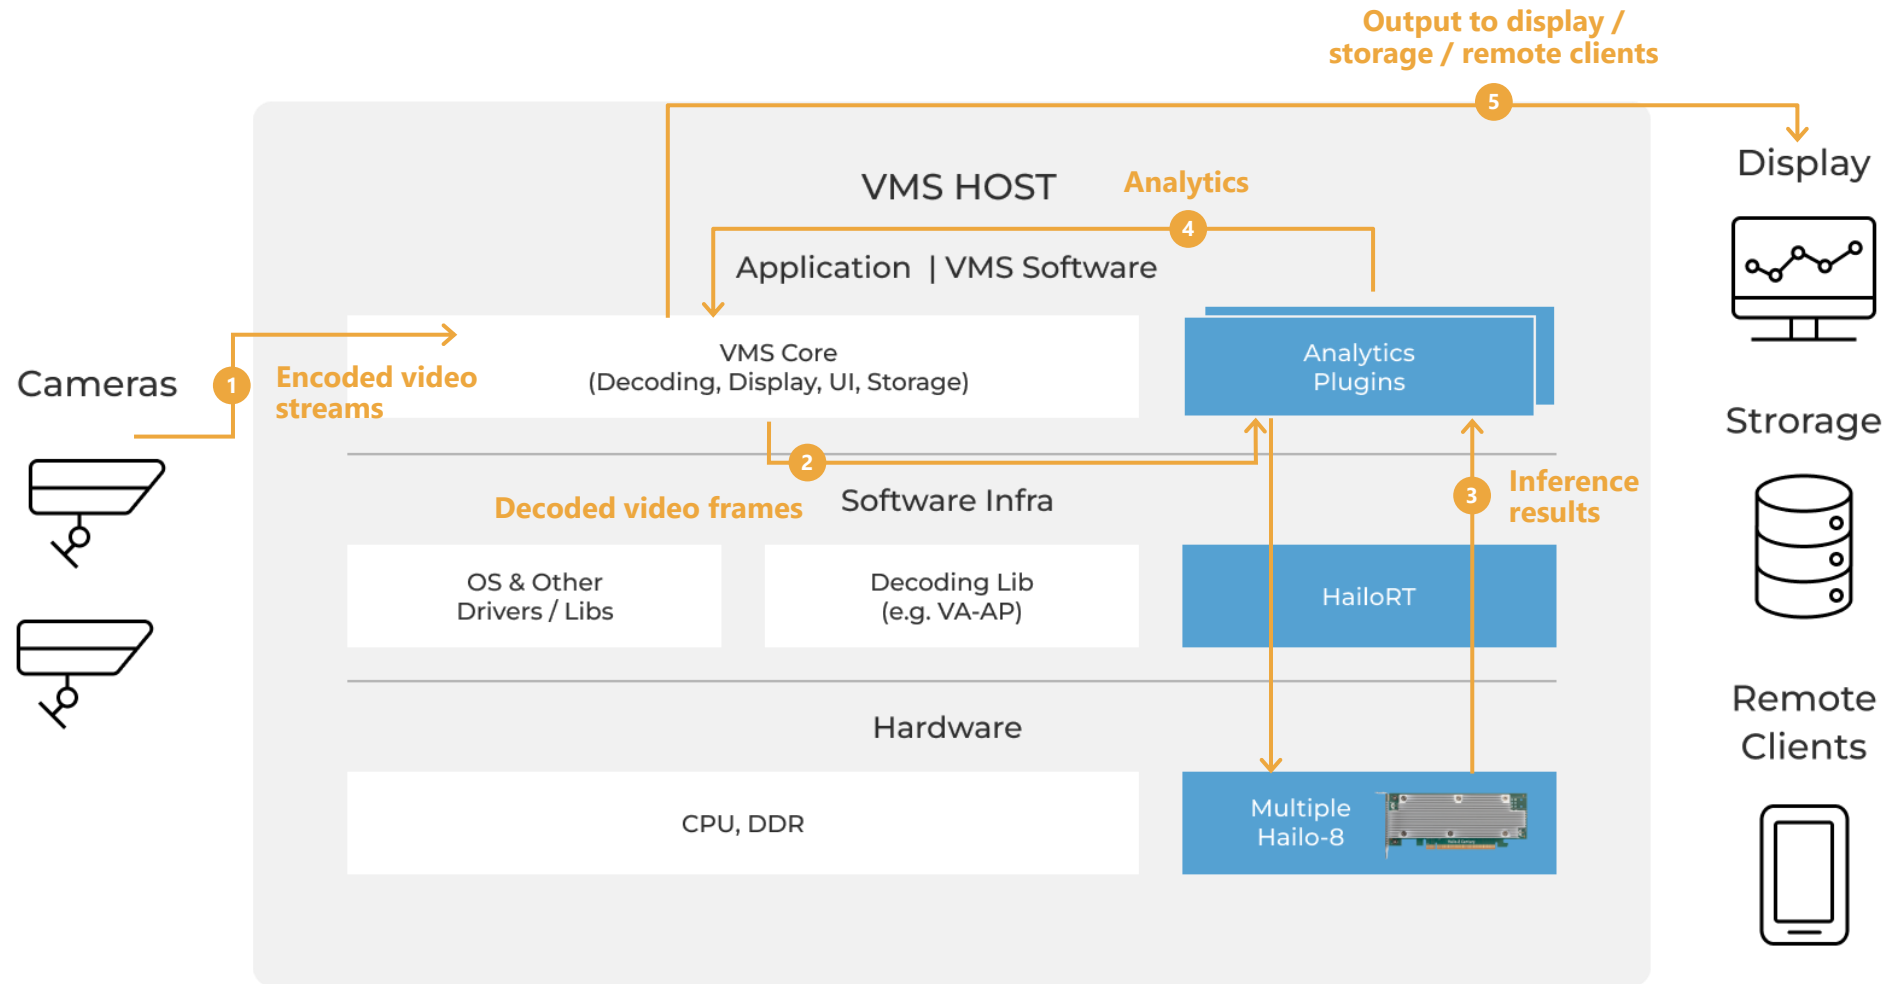 Output to display /
storage / remote clients
5
Display
VMS HOST
Analytics
4
Application | VMS Software
Cameras
1
Encoded video
streams
VMS Core
(Decoding, Display, UI, Storage)
Analytics
Plugins
Strorage
2
Decoded video frames
Software Infra
3
Inference
results
OS & Other
Drivers / Libs
Decoding Lib
(e.g. VA-AP)
HailoRT
Remote
Clients
Hardware
CPU, DDR
Multiple
Hailo-8